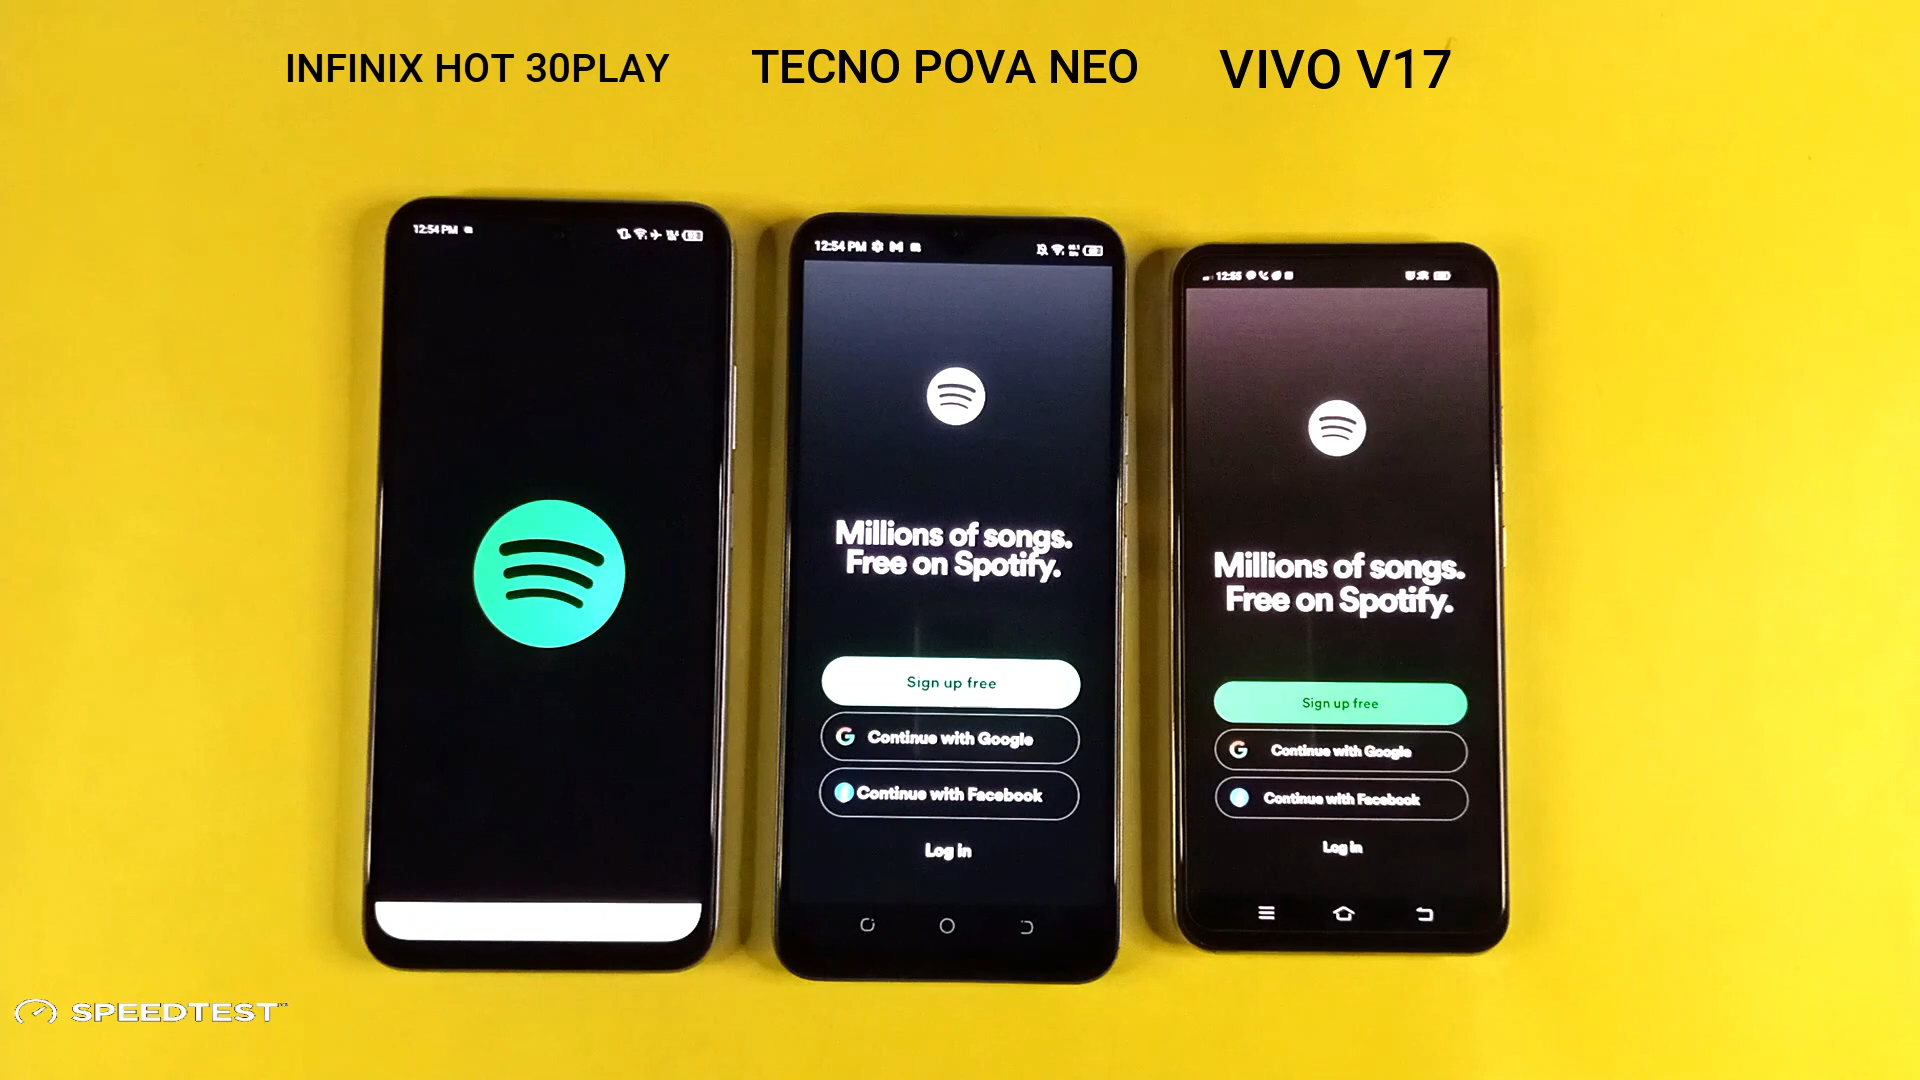 INFINIX HOT 30PLAY
TECNO POVA NEO
VIVO V17
12:54 PM
12:54 PM
Millions of songs.
Free on Spotify.
Sign up free
Continue with Google
Continue with Facebook
Log in
12:55
Millions of songs.
Free on Spotify.
Sign up free
Continue with Google
Continue with Facebook
Log in
SPEEDTEST